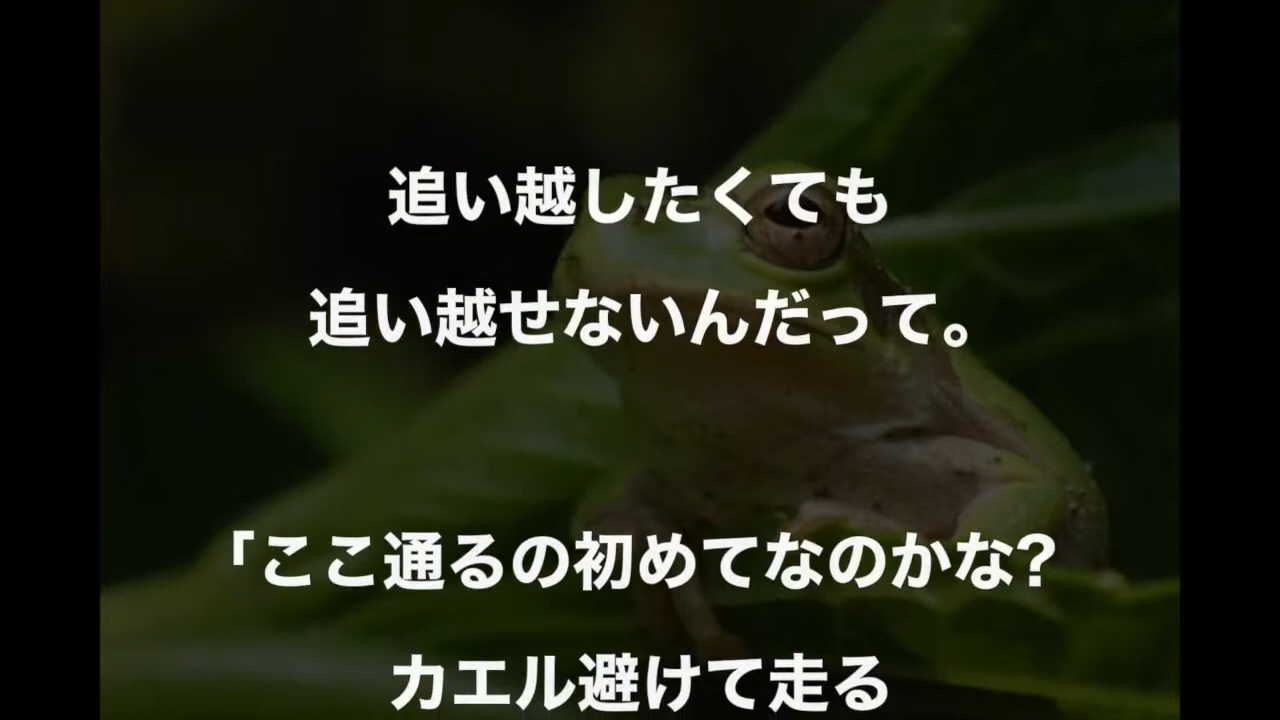 追い越したくても
追い越せないんだって。
「ここ通るの初めてなのかな？
カエル避けて走る